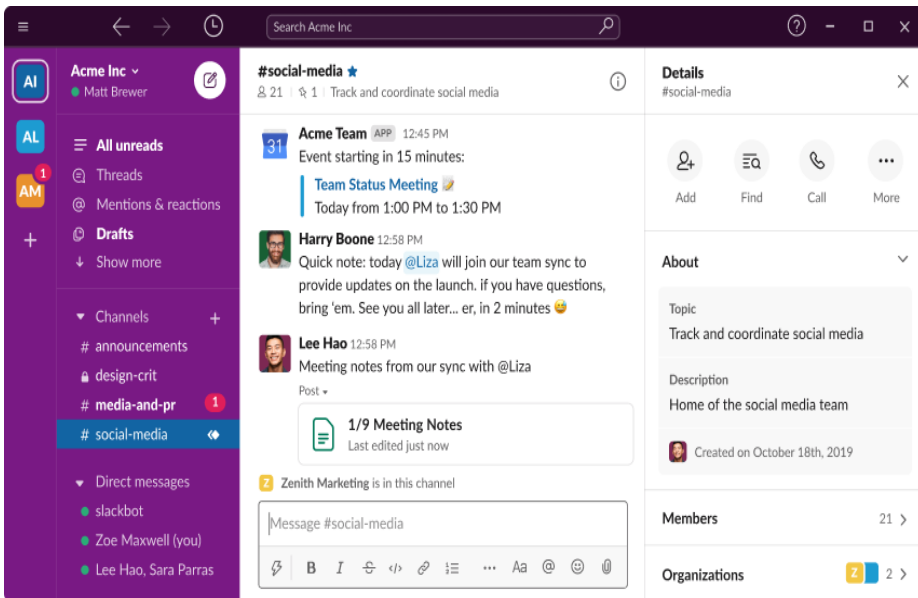 Search Acme Inc
AI
AL
AM
1
Acme Inc
Matt Brewer
All unreads
Threads
Mentions & reactions
Drafts
Show more
Channels
# announcements
design-crit
# media-and-pr 1
# social-media
Direct messages
slackbot
Zoe Maxwell (you)
Lee Hao, Sara Parras
#social-media
21 | 1 | Track and coordinate social media
31
Acme Team APP 12:45 PM
Event starting in 15 minutes:
Team Status Meeting 📝
Today from 1:00 PM to 1:30 PM
Harry Boone 12:58 PM
Quick note: today @Liza will join our team sync to
provide updates on the launch. if you have questions,
bring ‘em. See you all later... er, in 2 minutes 😅
Lee Hao 12:58 PM
Meeting notes from our sync with @Liza
Post
1/9 Meeting Notes
Last edited just now
Z Zenith Marketing is in this channel
Message #social-media
B I S </> ... Aa @
Details
#social-media
Add
Find
Call
More
About
Topic
Track and coordinate social media
Description
Home of the social media team
Created on October 18th, 2019
Members 21
Organizations Z 2